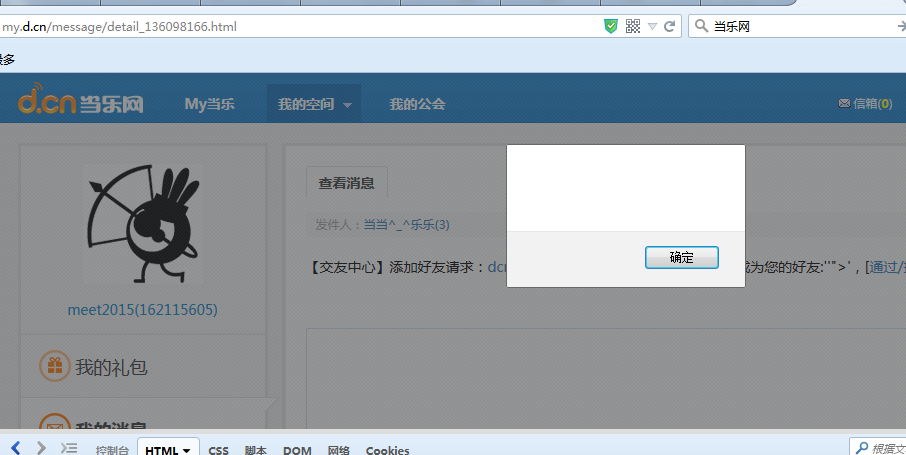 my.d.cn/message/detail_136098166.html 当乐网
最多
d.cn 当乐网 My当乐 我的空间 我的公会 信箱(0)
查看消息
发件人：当当^_^乐乐(3)
确定
【交友中心】添加好友请求：dcn 成为您的好友:''">'，[通过/
meet2015(162115605)
我的礼包
我的消息
控制台 HTML CSS 脚本 DOM 网络 Cookies 根据文